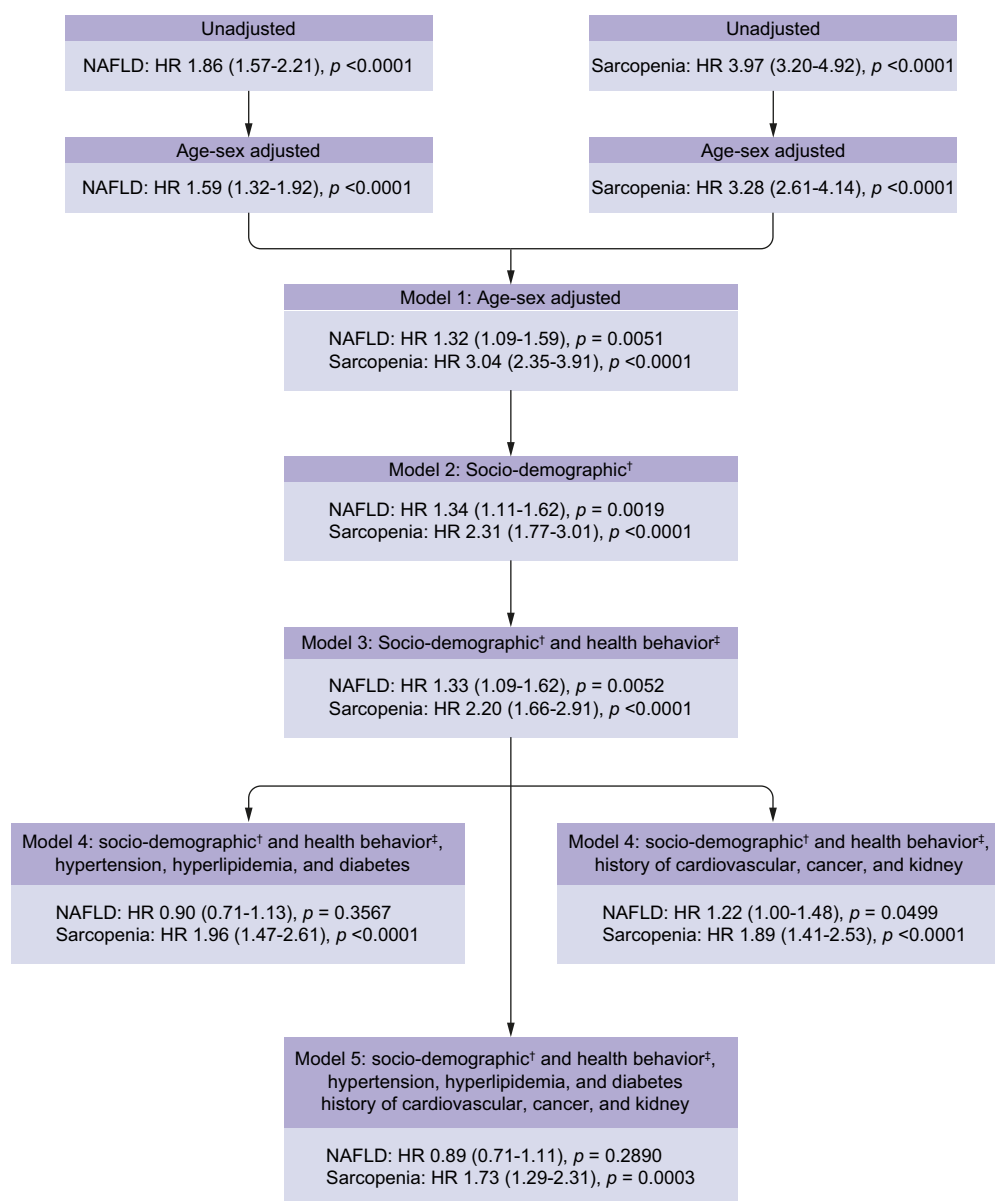 Unadjusted
NAFLD: HR 1.86 (1.57-2.21), p <0.0001
Unadjusted
Sarcopenia: HR 3.97 (3.20-4.92), p <0.0001
Age-sex adjusted
NAFLD: HR 1.59 (1.32-1.92), p <0.0001
Age-sex adjusted
Sarcopenia: HR 3.28 (2.61-4.14), p <0.0001
Model 1: Age-sex adjusted
NAFLD: HR 1.32 (1.09-1.59), p = 0.0051
Sarcopenia: HR 3.04 (2.35-3.91), p <0.0001
Model 2: Socio-demographic†
NAFLD: HR 1.34 (1.11-1.62), p = 0.0019
Sarcopenia: HR 2.31 (1.77-3.01), p <0.0001
Model 3: Socio-demographic† and health behavior‡
NAFLD: HR 1.33 (1.09-1.62), p = 0.0052
Sarcopenia: HR 2.20 (1.66-2.91), p <0.0001
Model 4: socio-demographic† and health behavior‡,
hypertension, hyperlipidemia, and diabetes
NAFLD: HR 0.90 (0.71-1.13), p = 0.3567
Sarcopenia: HR 1.96 (1.47-2.61), p <0.0001
Model 4: socio-demographic† and health behavior‡,
history of cardiovascular, cancer, and kidney
NAFLD: HR 1.22 (1.00-1.48), p = 0.0499
Sarcopenia: HR 1.89 (1.41-2.53), p <0.0001
Model 5: socio-demographic† and health behavior‡,
hypertension, hyperlipidemia, and diabetes
history of cardiovascular, cancer, and kidney
NAFLD: HR 0.89 (0.71-1.11), p = 0.2890
Sarcopenia: HR 1.73 (1.29-2.31), p = 0.0003